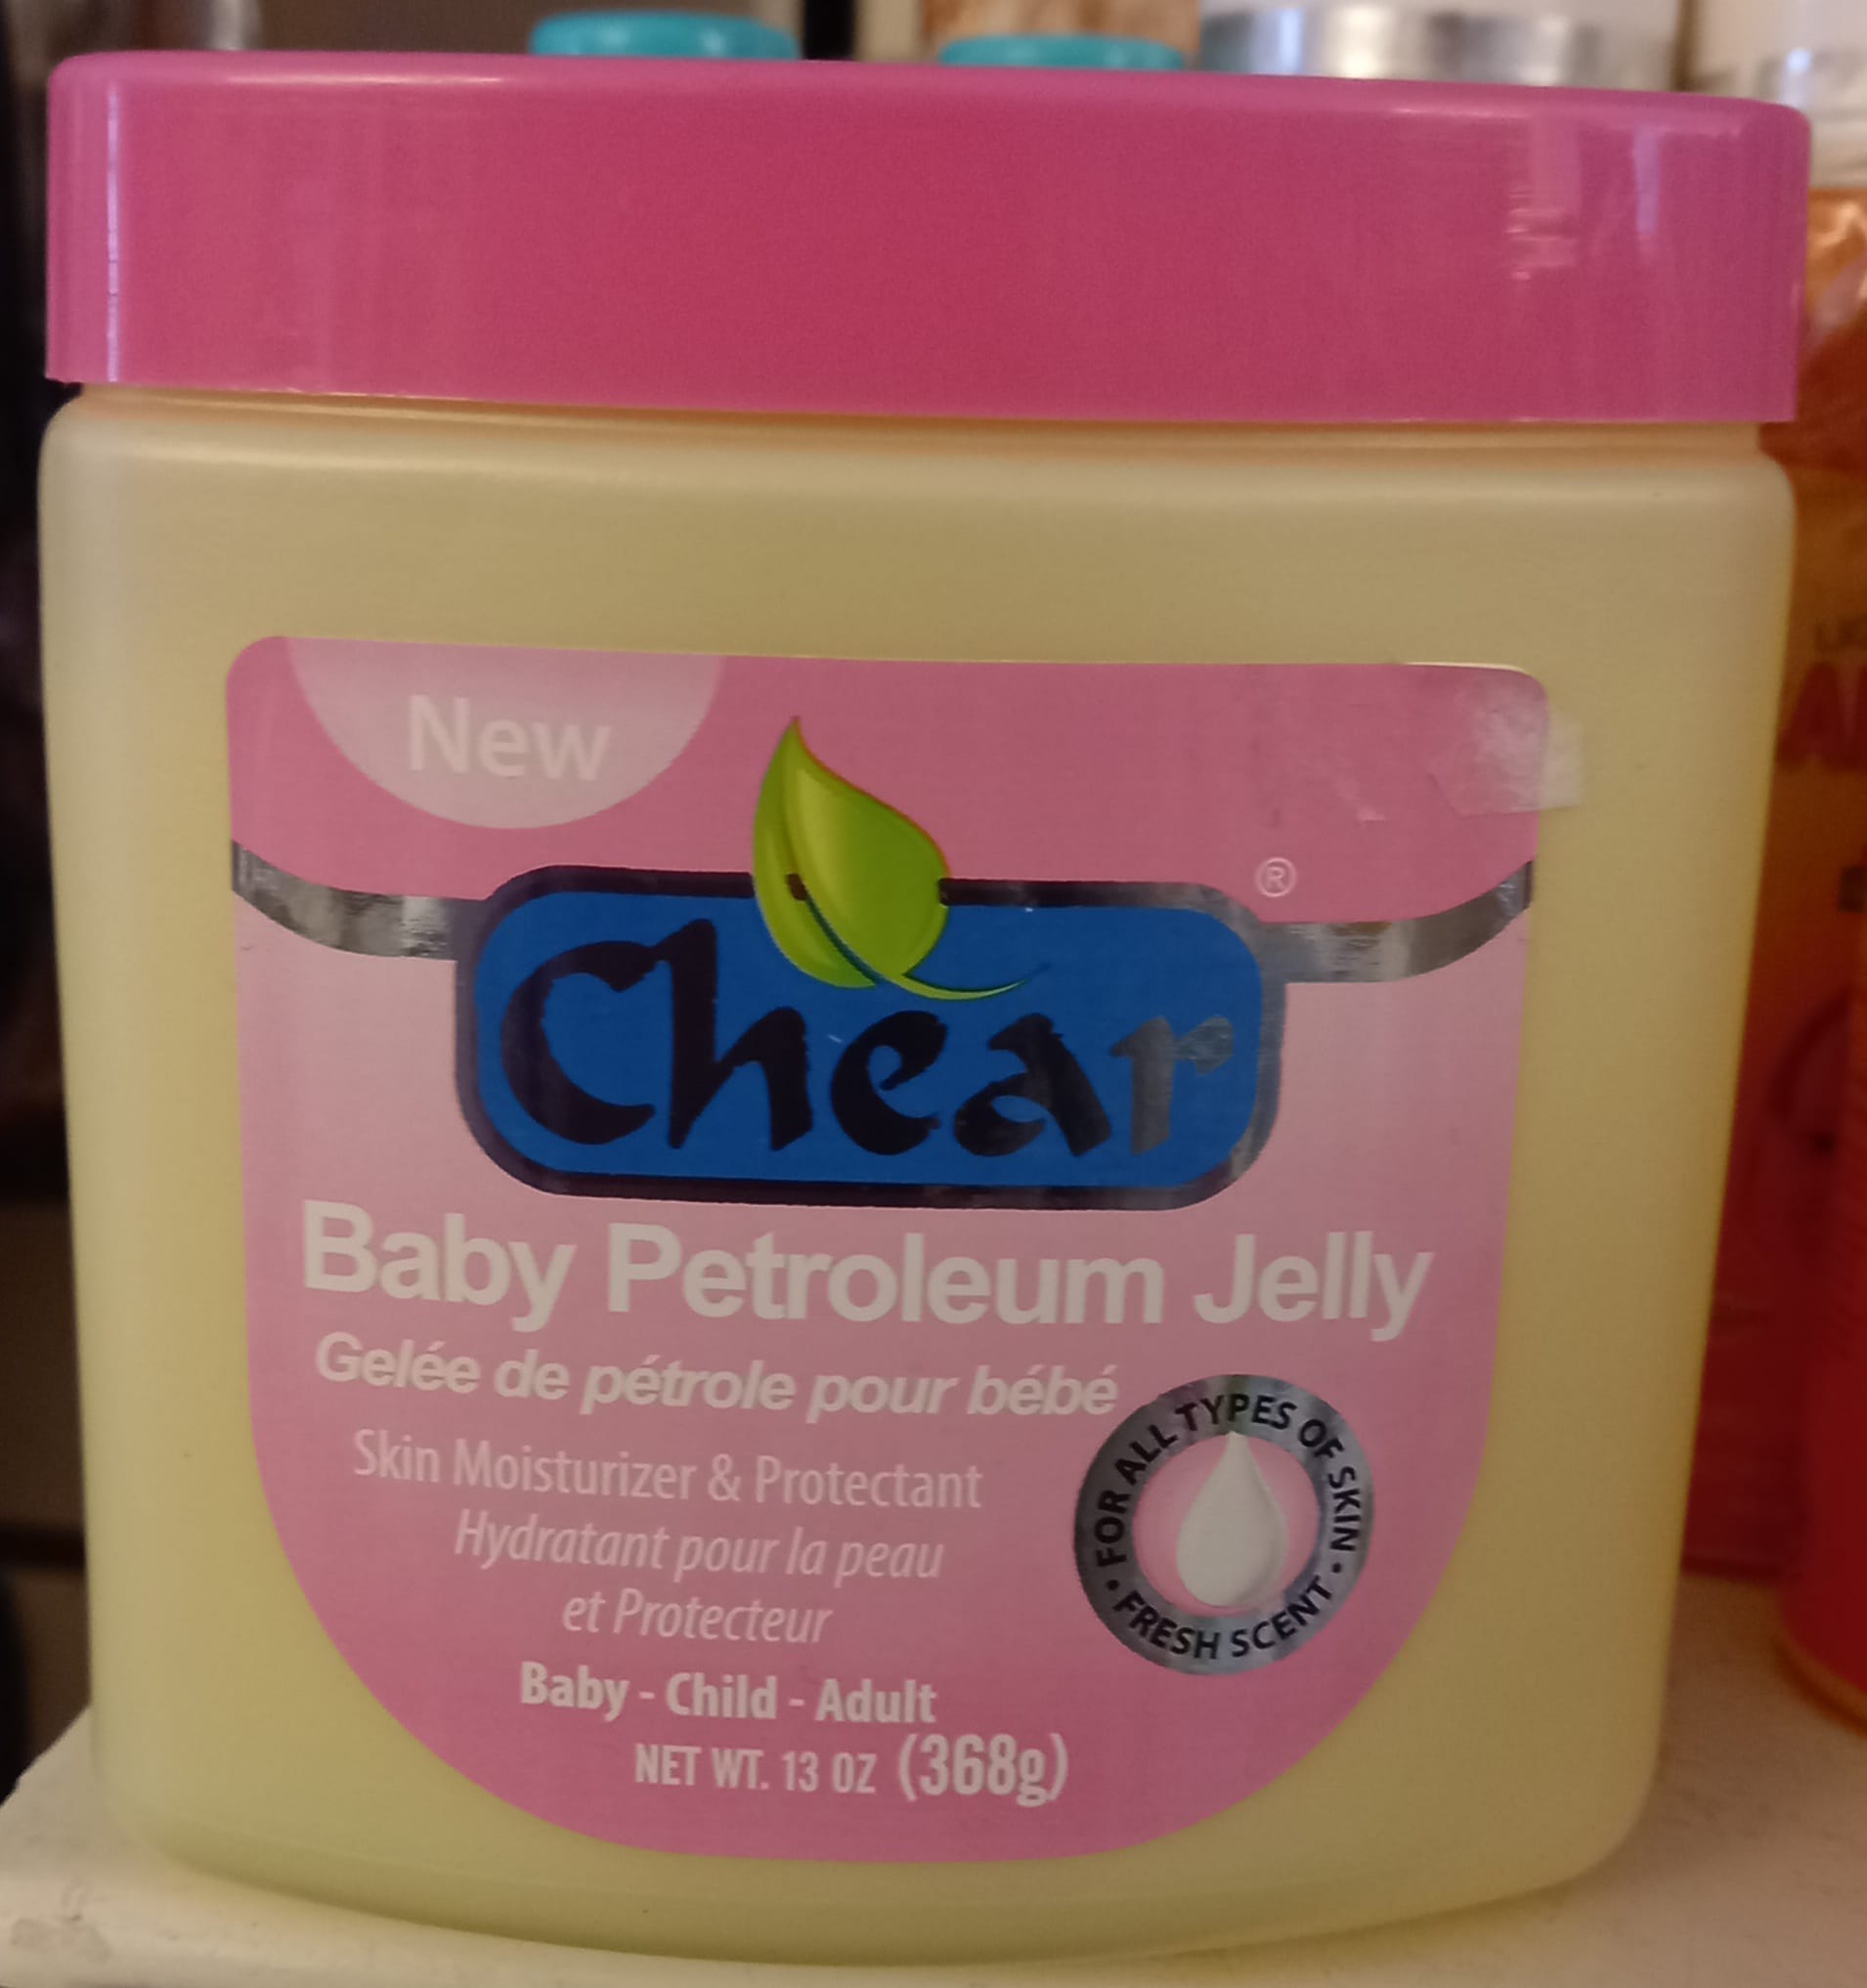 New
Chear
®
Baby Petroleum Jelly
Gelée de pétrole pour bébé
Skin Moisturizer & Protectant
Hydratant pour la peau
et Protecteur
• FOR ALL TYPES OF SKIN •
FRESH SCENT
Baby - Child - Adult
NET WT. 13 OZ (368g)